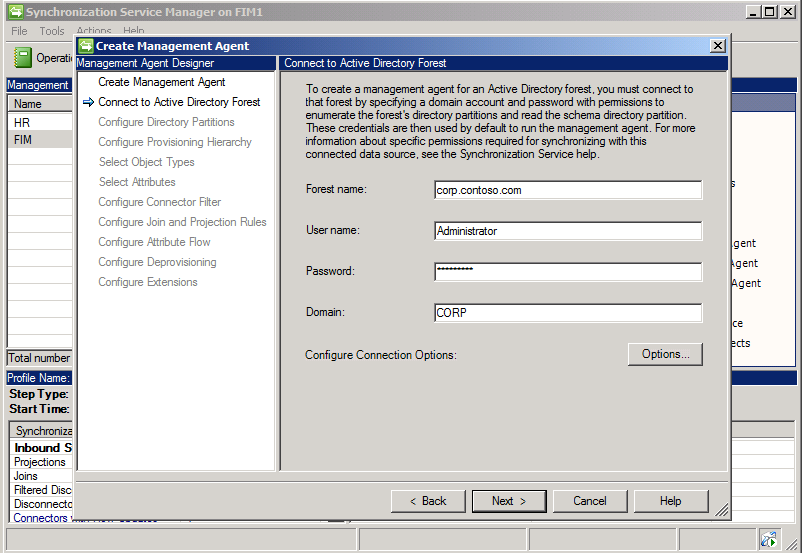 Synchronization Service Manager on FIM1
File Tools Actions Help
Management
Name
HR
FIM
Total number
Profile Name:
Step Type:
Start Time:
Inbound S
Projections
Joins
Filtered Disc
Create Management Agent
Management Agent Designer
Create Management Agent
Connect to Active Directory Forest
Configure Directory Partitions
Configure Provisioning Hierarchy
Select Object Types
Select Attributes
Configure Connector Filter
Configure Join and Projection Rules
Configure Attribute Flow
Configure Deprovisioning
Configure Extensions
Connect to Active Directory Forest
To create a management agent for an Active Directory forest, you must connect to
that forest by specifying a domain account and password with permissions to
enumerate the forest's directory partitions and read the schema directory partition.
These credentials are then used by default to run the management agent. For more
information about specific permissions required for synchronizing with this
connected data source, see the Synchronization Service help.
Forest name: corp.contoso.com
User name: Administrator
Password: *********
Domain: CORP
Configure Connection Options: Options...
< Back Next > Cancel Help
gent
gent
Agent
ce
ects